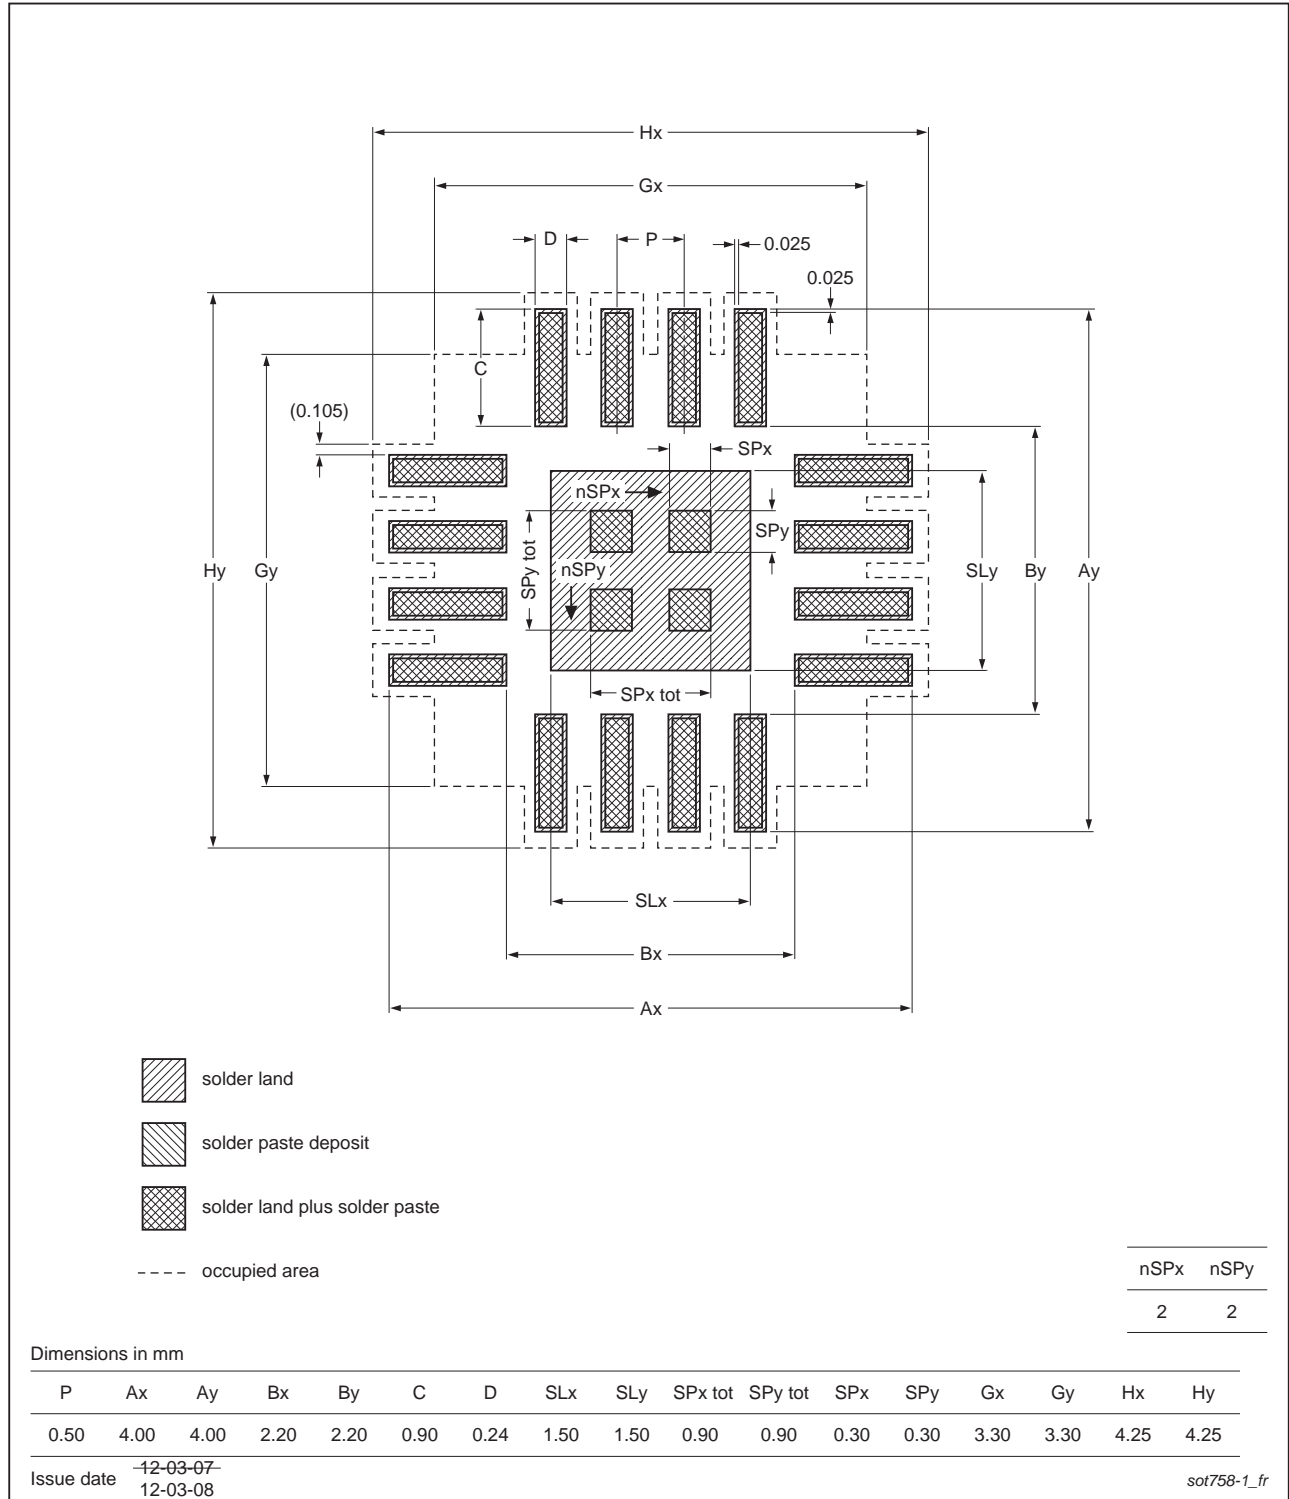 Hx
Gx
D
P
0.025
0.025
C
(0.105)
SPx
nSPx
SPy
SPy tot
nSPy
Hy
Gy
SLy
By
Ay
SPx tot
SLx
Bx
Ax
solder land
solder paste deposit
solder land plus solder paste
occupied area
nSPx nSPy
2 2
Dimensions in mm
P Ax Ay Bx By C D SLx SLy SPx tot SPy tot SPx SPy Gx Gy Hx Hy
0.50 4.00 4.00 2.20 2.20 0.90 0.24 1.50 1.50 0.90 0.90 0.30 0.30 3.30 3.30 4.25 4.25
Issue date 12-03-07
12-03-08
sot758-1_fr